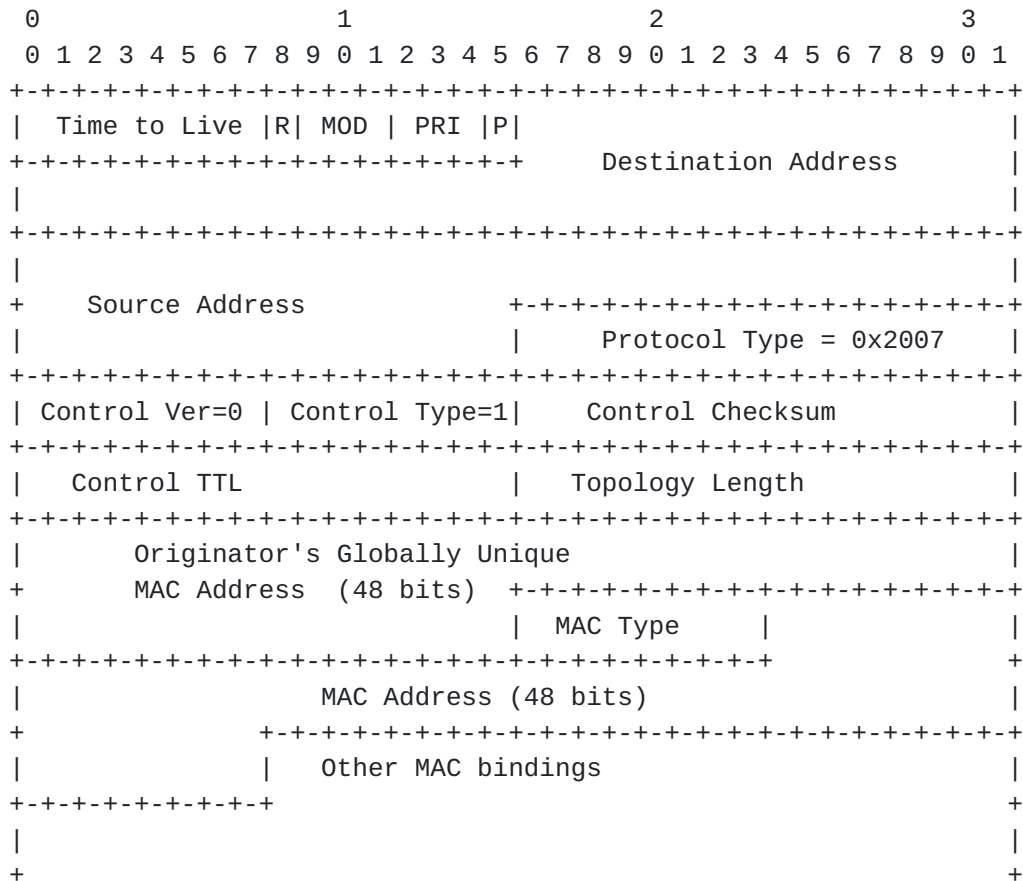 0                   1                   2                   3
 0 1 2 3 4 5 6 7 8 9 0 1 2 3 4 5 6 7 8 9 0 1 2 3 4 5 6 7 8 9 0 1
+-+-+-+-+-+-+-+-+-+-+-+-+-+-+-+-+-+-+-+-+-+-+-+-+-+-+-+-+-+-+-+-+
|  Time to Live |R| MOD | PRI |P|                               |
+-+-+-+-+-+-+-+-+-+-+-+-+-+-+-+-+     Destination Address       |
|                                                               |
+-+-+-+-+-+-+-+-+-+-+-+-+-+-+-+-+-+-+-+-+-+-+-+-+-+-+-+-+-+-+-+-+
|                                                               |
+    Source Address             +-+-+-+-+-+-+-+-+-+-+-+-+-+-+-+-+
|                               |     Protocol Type = 0x2007    |
+-+-+-+-+-+-+-+-+-+-+-+-+-+-+-+-+-+-+-+-+-+-+-+-+-+-+-+-+-+-+-+-+
| Control Ver=0 | Control Type=1|    Control Checksum           |
+-+-+-+-+-+-+-+-+-+-+-+-+-+-+-+-+-+-+-+-+-+-+-+-+-+-+-+-+-+-+-+-+
|   Control TTL                 |   Topology Length             |
+-+-+-+-+-+-+-+-+-+-+-+-+-+-+-+-+-+-+-+-+-+-+-+-+-+-+-+-+-+-+-+-+
|       Originator's Globally Unique                            |
+       MAC Address  (48 bits)  +-+-+-+-+-+-+-+-+-+-+-+-+-+-+-+-+
|                               |  MAC Type     |               |
+-+-+-+-+-+-+-+-+-+-+-+-+-+-+-+-+-+-+-+-+-+-+-+-+               +
|                   MAC Address (48 bits)                       |
+               +-+-+-+-+-+-+-+-+-+-+-+-+-+-+-+-+-+-+-+-+-+-+-+-+
|               |   Other MAC bindings                          |
+-+-+-+-+-+-+-+-+                                               +
|                                                               |
+                                                               +